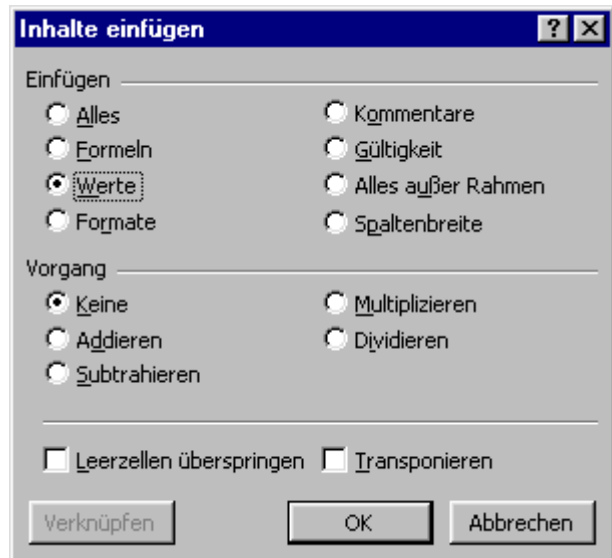 Inhalte einfügen
Einfügen
Alles
Kommentare
Formeln
Gültigkeit
Werte
Alles außer Rahmen
Formate
Spaltenbreite
Vorgang
Keine
Multiplizieren
Addieren
Dividieren
Subtrahieren
Leerzellen überspringen
Transponieren
Verknüpfen
OK
Abbrechen